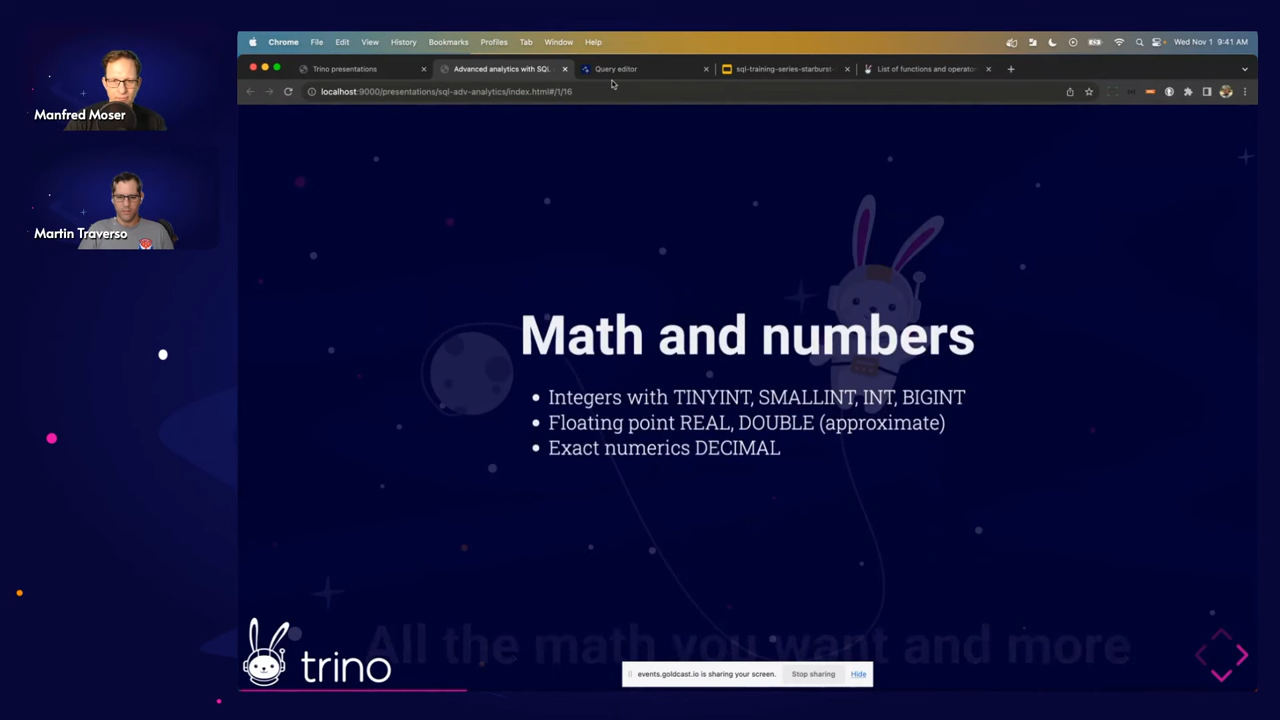 Chrome File Edit View History Bookmarks Profiles Tab Window Help
Wed Nov 1 9:41 AM
Trino presentations
Advanced analytics with SQL
Query editor
sql-training-series-starburst
List of functions and operator
localhost:9000/presentations/sql-adv-analytics/index.html#/1/16
Manfred Moser
Martin Traverso
Math and numbers
• Integers with TINYINT, SMALLINT, INT, BIGINT
• Floating point REAL, DOUBLE (approximate)
• Exact numerics DECIMAL
All the math you want and more
trino
events.goldcast.io is sharing your screen.
Stop sharing
Hide